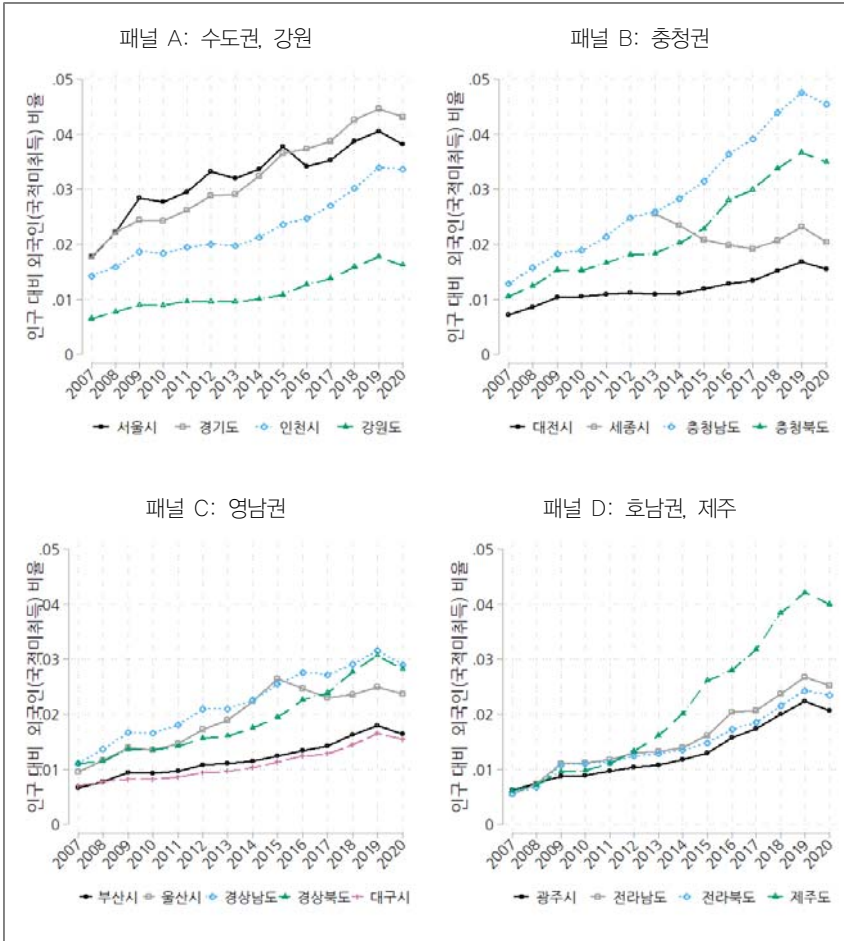 패널 A: 수도권, 강원
인구 대비 외국인(국적미취득) 비율
.05
.04
.03
.02
.01
0
2007 2008 2009 2010 2011 2012 2013 2014 2015 2016 2017 2018 2019 2020
서울시 경기도 인천시 강원도
패널 B: 충청권
인구 대비 외국인(국적미취득) 비율
.05
.04
.03
.02
.01
0
2007 2008 2009 2010 2011 2012 2013 2014 2015 2016 2017 2018 2019 2020
대전시 세종시 충청남도 충청북도
패널 C: 영남권
인구 대비 외국인(국적미취득) 비율
.05
.04
.03
.02
.01
0
2007 2008 2009 2010 2011 2012 2013 2014 2015 2016 2017 2018 2019 2020
부산시 울산시 경상남도 경상북도 대구시
패널 D: 호남권, 제주
인구 대비 외국인(국적미취득) 비율
.05
.04
.03
.02
.01
0
2007 2008 2009 2010 2011 2012 2013 2014 2015 2016 2017 2018 2019 2020
광주시 전라남도 전라북도 제주도